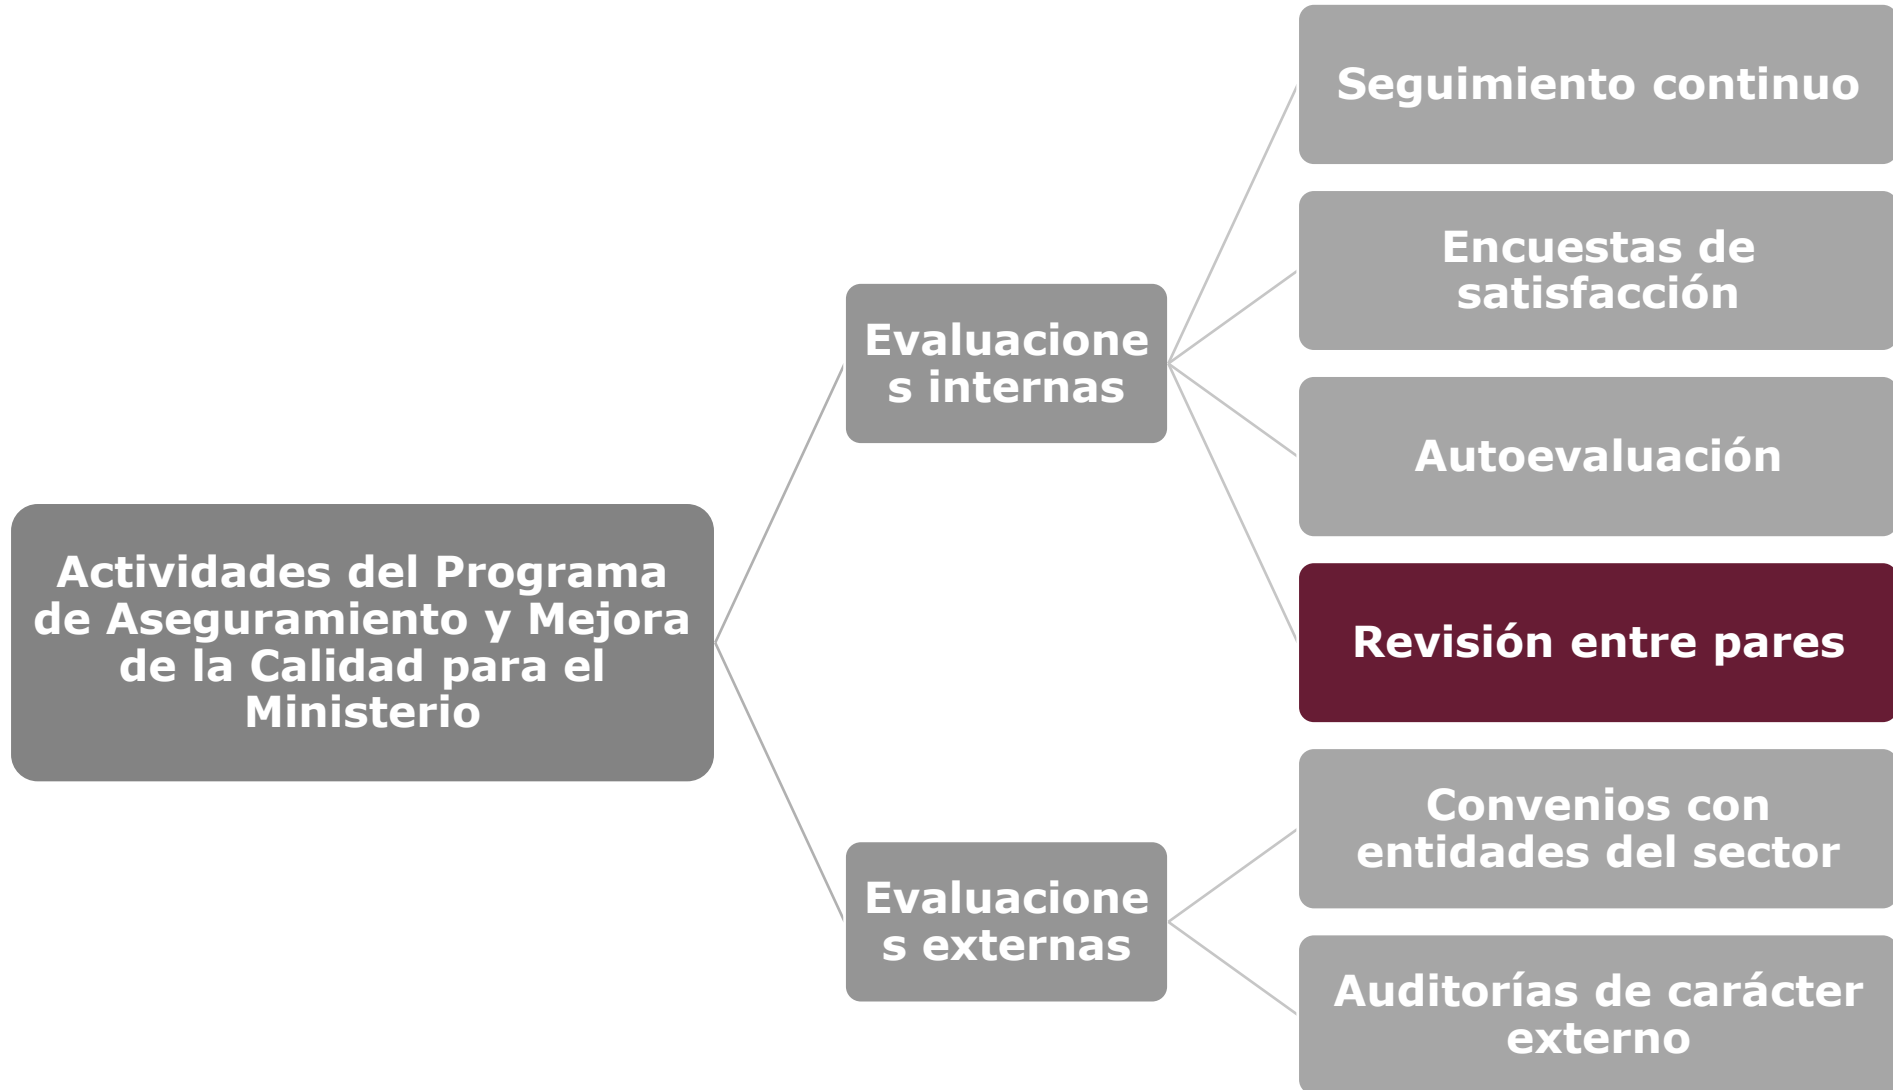 Actividades del Programa
de Aseguramiento y Mejora
de la Calidad para el
Ministerio
Evaluacione
s internas
Seguimiento continuo
Encuestas de
satisfacción
Autoevaluación
Revisión entre pares
Evaluacione
s externas
Convenios con
entidades del sector
Auditorías de carácter
externo